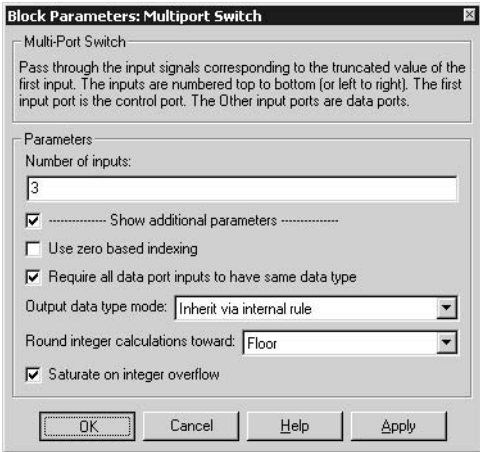 Block Parameters: Multiport Switch
Multi-Port Switch
Pass through the input signals corresponding to the truncated value of the
first input. The inputs are numbered top to bottom (or left to right). The first
input port is the control port. The Other input ports are data ports.
Parameters
Number of inputs:
3
--------------- Show additional parameters ---------------
Use zero based indexing
Require all data port inputs to have same data type
Output data type mode: Inherit via internal rule
Round integer calculations toward: Floor
Saturate on integer overflow
OK Cancel Help Apply